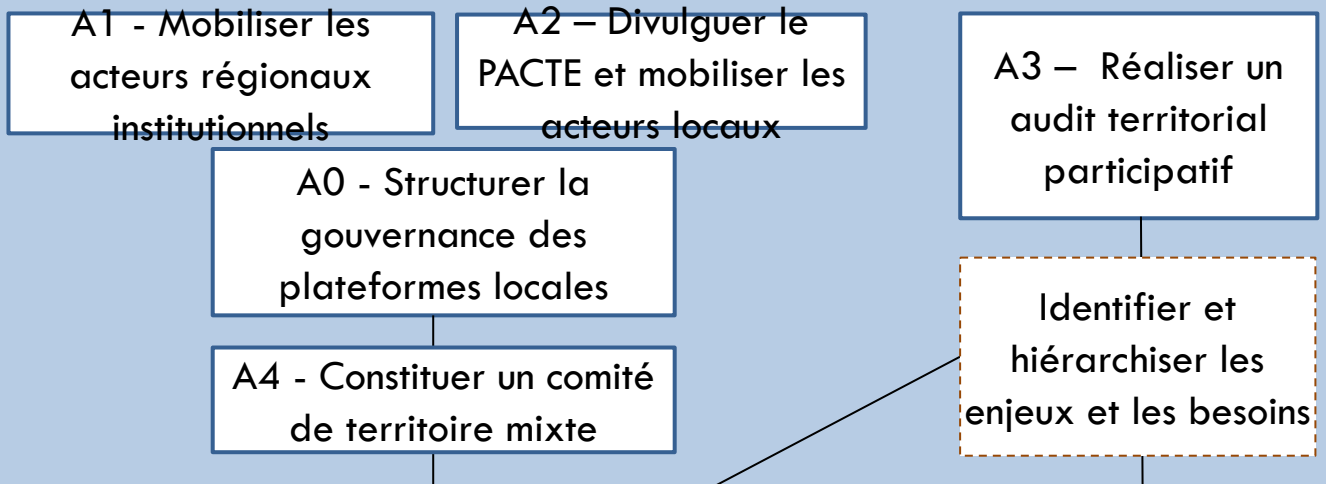 A1 - Mobiliser les
acteurs régionaux
institutionnels
A2 – Divulguer le
PACTE et mobiliser les
acteurs locaux
A3 – Réaliser un
audit territorial
participatif
A0 - Structurer la
gouvernance des
plateformes locales
Identifier et
hiérarchiser les
enjeux et les besoins
A4 - Constituer un comité
de territoire mixte